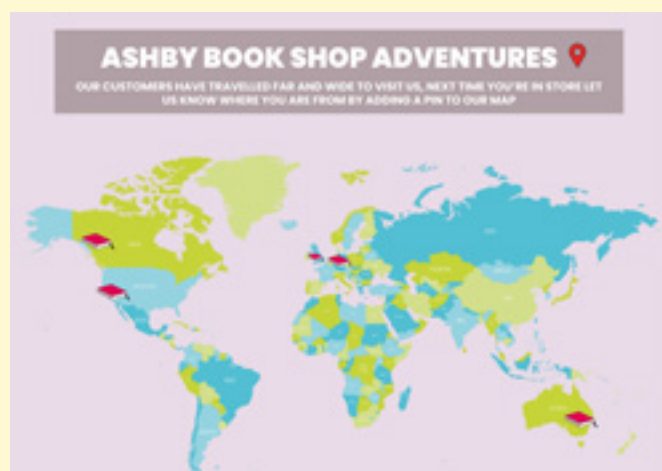 ASHBY BOOK SHOP ADVENTURES
OUR CUSTOMERS HAVE TRAVELLED FAR AND WIDE TO VISIT US, NEXT TIME YOU'RE IN STORE LET
US KNOW WHERE YOU ARE FROM BY ADDING A PIN TO OUR MAP